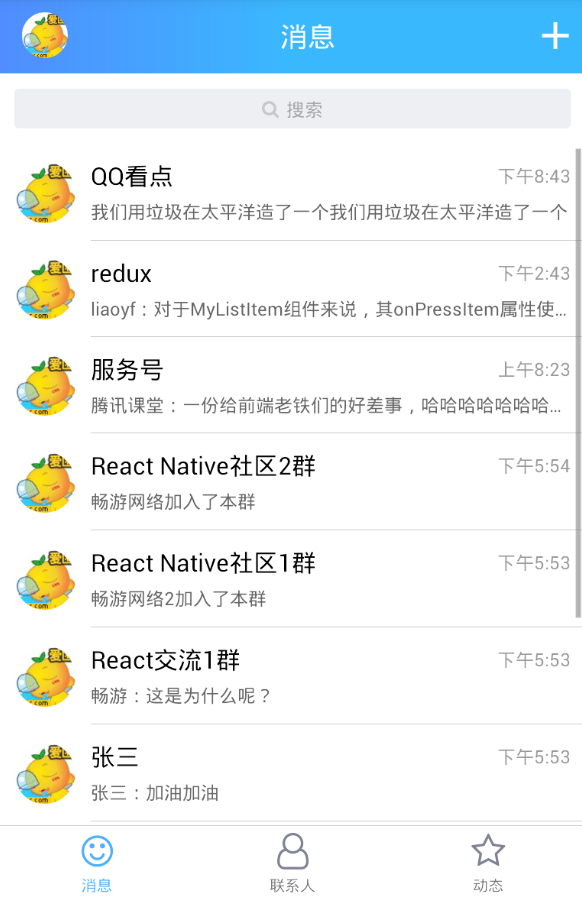 消息
搜索
QQ看点
下午8:43
我们用垃圾在太平洋造了一个我们用垃圾在太平洋造了一个
redux
下午2:43
liaoyf：对于MyListItem组件来说，其onPressItem属性使...
服务号
上午8:23
腾讯课堂：一份给前端老铁们的好差事，哈哈哈哈哈哈哈...
React Native社区2群
下午5:54
畅游网络加入了本群
React Native社区1群
下午5:53
畅游网络2加入了本群
React交流1群
下午5:53
畅游：这是为什么呢？
张三
下午5:53
张三：加油加油
消息
联系人
动态